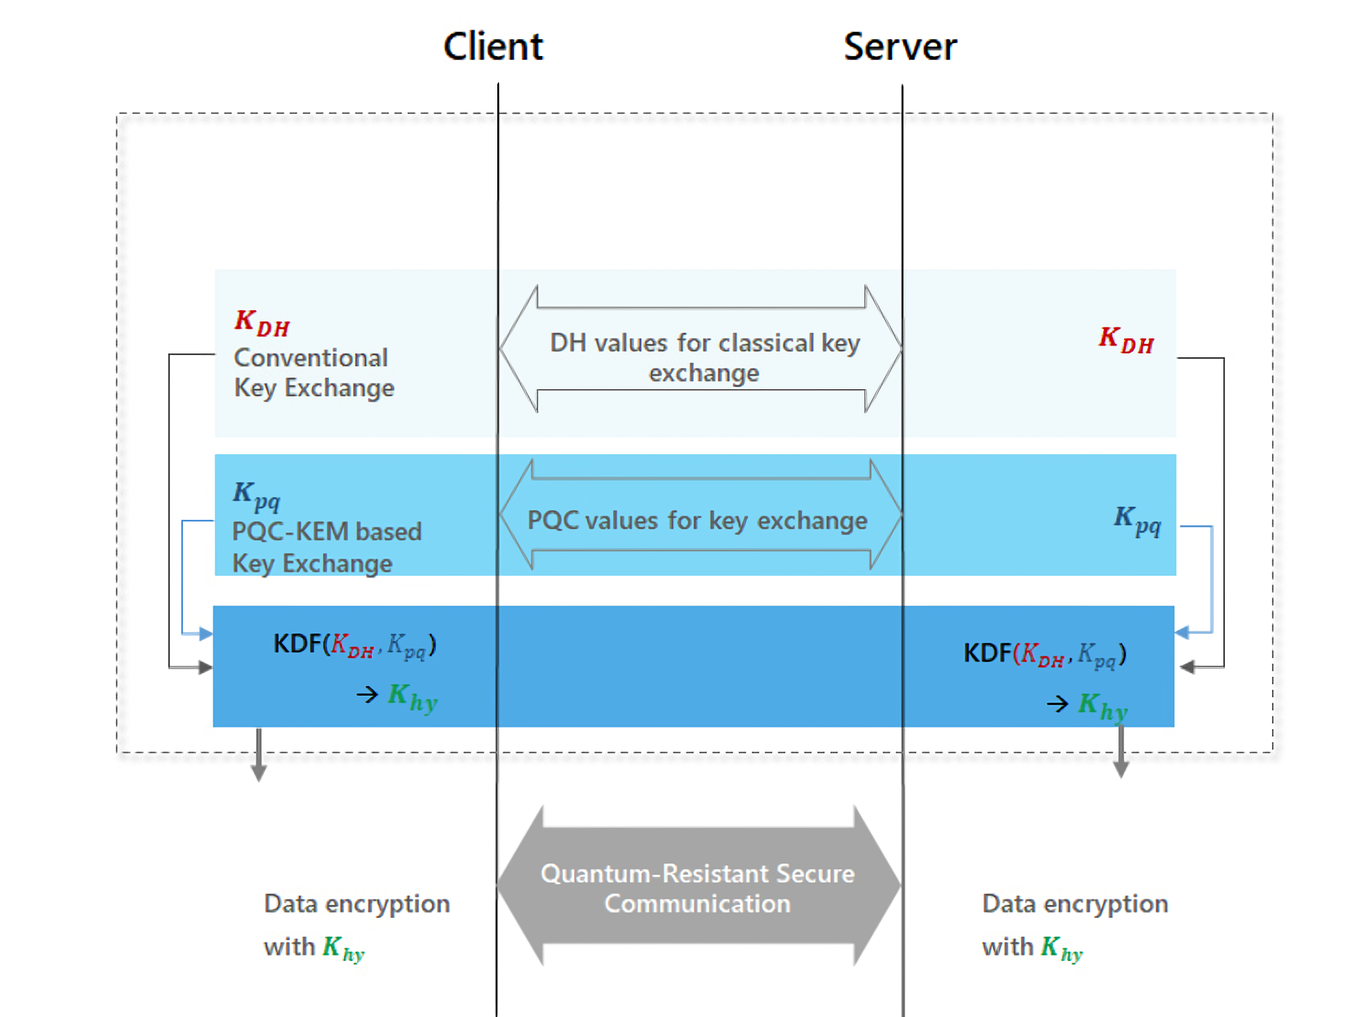 Client
Server
K_DH
Conventional
Key Exchange
DH values for classical key
exchange
K_DH
K_pq
PQC-KEM based
Key Exchange
PQC values for key exchange
K_pq
KDF(K_DH, K_pq)
→ K_hy
KDF(K_DH, K_pq)
→ K_hy
Quantum-Resistant Secure
Communication
Data encryption
with K_hy
Data encryption
with K_hy